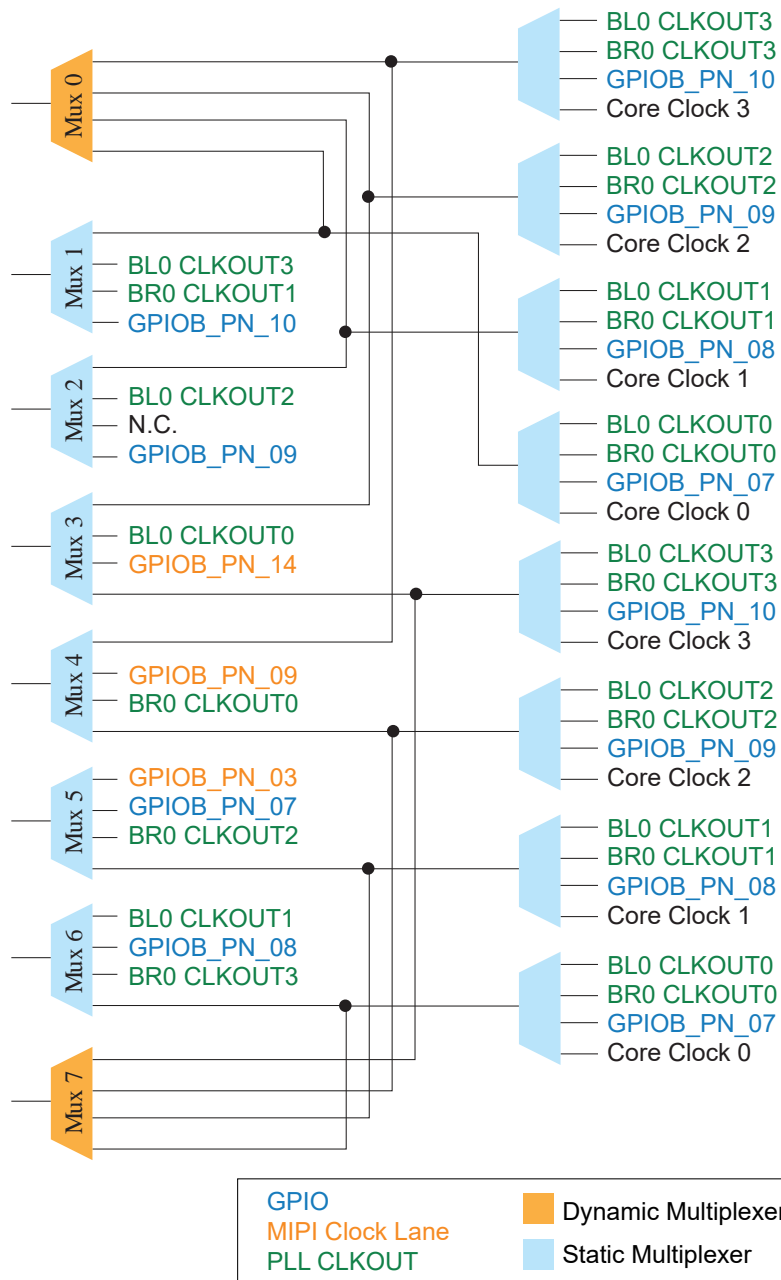 Mux 0
Mux 1
BL0 CLKOUT3
BR0 CLKOUT1
GPIOB_PN_10
Mux 2
BL0 CLKOUT2
N.C.
GPIOB_PN_09
Mux 3
BL0 CLKOUT0
GPIOB_PN_14
Mux 4
GPIOB_PN_09
BR0 CLKOUT0
Mux 5
GPIOB_PN_03
GPIOB_PN_07
BR0 CLKOUT2
Mux 6
BL0 CLKOUT1
GPIOB_PN_08
BR0 CLKOUT3
Mux 7
BL0 CLKOUT3
BR0 CLKOUT3
GPIOB_PN_10
Core Clock 3
BL0 CLKOUT2
BR0 CLKOUT2
GPIOB_PN_09
Core Clock 2
BL0 CLKOUT1
BR0 CLKOUT1
GPIOB_PN_08
Core Clock 1
BL0 CLKOUT0
BR0 CLKOUT0
GPIOB_PN_07
Core Clock 0
BL0 CLKOUT3
BR0 CLKOUT3
GPIOB_PN_10
Core Clock 3
BL0 CLKOUT2
BR0 CLKOUT2
GPIOB_PN_09
Core Clock 2
BL0 CLKOUT1
BR0 CLKOUT1
GPIOB_PN_08
Core Clock 1
BL0 CLKOUT0
BR0 CLKOUT0
GPIOB_PN_07
Core Clock 0
GPIO
MIPI Clock Lane
PLL CLKOUT
Dynamic Multiplexer
Static Multiplexer